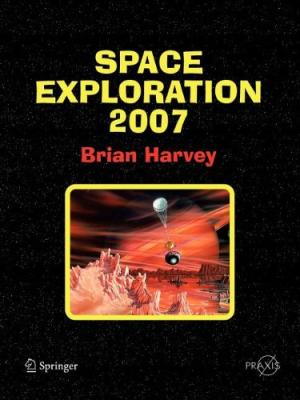 SPACE
EXPLORATION
2007
Brian Harvey
Springer
PRAXIS